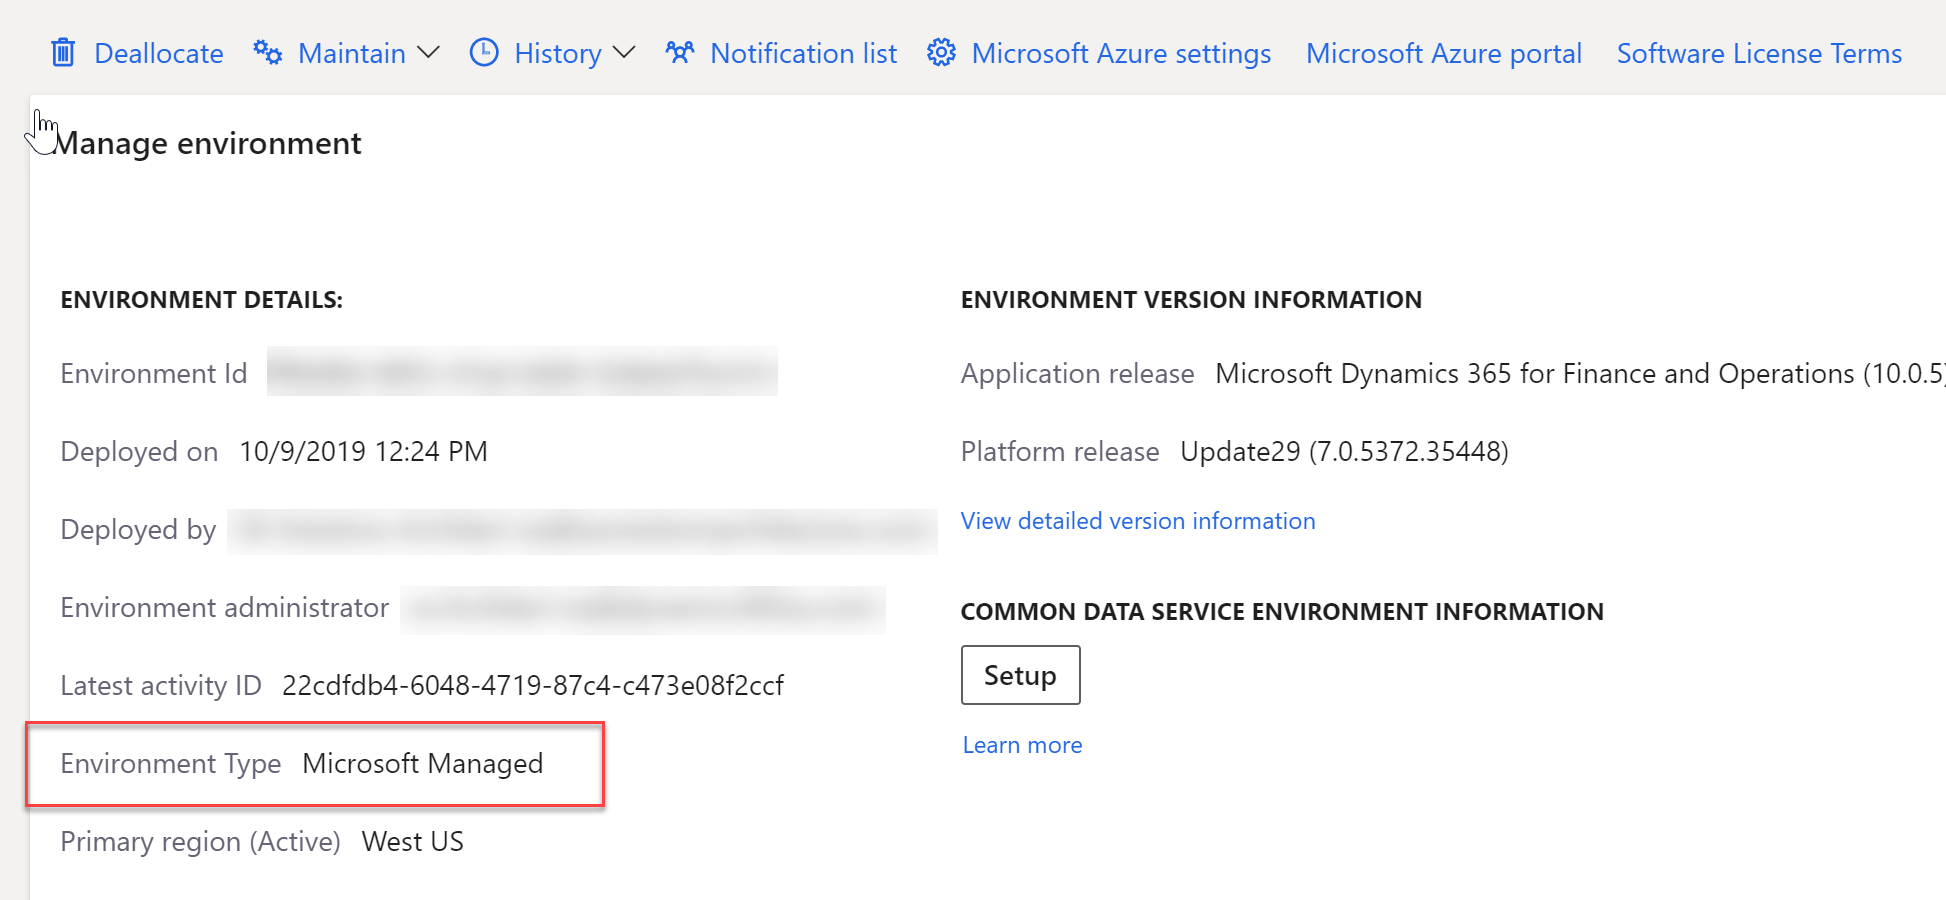 Deallocate Maintain History Notification list Microsoft Azure settings Microsoft Azure portal Software License Terms
Manage environment
ENVIRONMENT DETAILS:
Environment Id
Deployed on 10/9/2019 12:24 PM
Deployed by
Environment administrator
Latest activity ID 22cdfdb4-6048-4719-87c4-c473e08f2ccf
Environment Type Microsoft Managed
Primary region (Active) West US
ENVIRONMENT VERSION INFORMATION
Application release Microsoft Dynamics 365 for Finance and Operations (10.0.5)
Platform release Update29 (7.0.5372.35448)
View detailed version information
COMMON DATA SERVICE ENVIRONMENT INFORMATION
Setup
Learn more